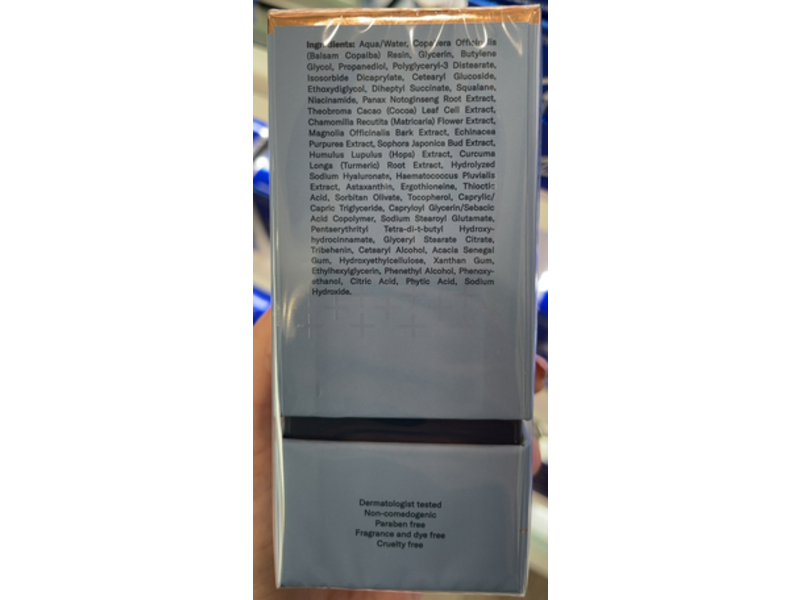 Ingredients: Aqua/Water, Copaifera Officinalis
(Balsam Copaiba) Resin, Glycerin, Butylene
Glycol, Propanediol, Polyglyceryl-3 Distearate,
Isosorbide Dicaprylate, Cetearyl Glucoside,
Ethoxydiglycol, Diheptyl Succinate, Squalane,
Niacinamide, Panax Notoginseng Root Extract,
Theobroma Cacao (Cocoa) Leaf Cell Extract,
Chamomilla Recutita (Matricaria) Flower Extract,
Magnolia Officinalis Bark Extract, Echinacea
Purpurea Extract, Sophora Japonica Bud Extract,
Humulus Lupulus (Hops) Extract, Curcuma
Longa (Turmeric) Root Extract, Hydrolyzed
Sodium Hyaluronate, Haematococcus Pluvialis
Extract, Astaxanthin, Ergothioneine, Thioctic
Acid, Sorbitan Olivate, Tocopherol, Caprylic/
Capric Triglyceride, Capryloyl Glycerin/Sebacic
Acid Copolymer, Sodium Stearoyl Glutamate,
Pentaerythrityl Tetra-di-t-butyl Hydroxy-
hydrocinnamate, Glyceryl Stearate Citrate,
Tribehenin, Cetearyl Alcohol, Acacia Senegal
Gum, Hydroxyethylcellulose, Xanthan Gum,
Ethylhexylglycerin, Phenethyl Alcohol, Phenoxy-
ethanol, Citric Acid, Phytic Acid, Sodium
Hydroxide.
Dermatologist tested
Non-comedogenic
Paraben free
Fragrance and dye free
Cruelty free